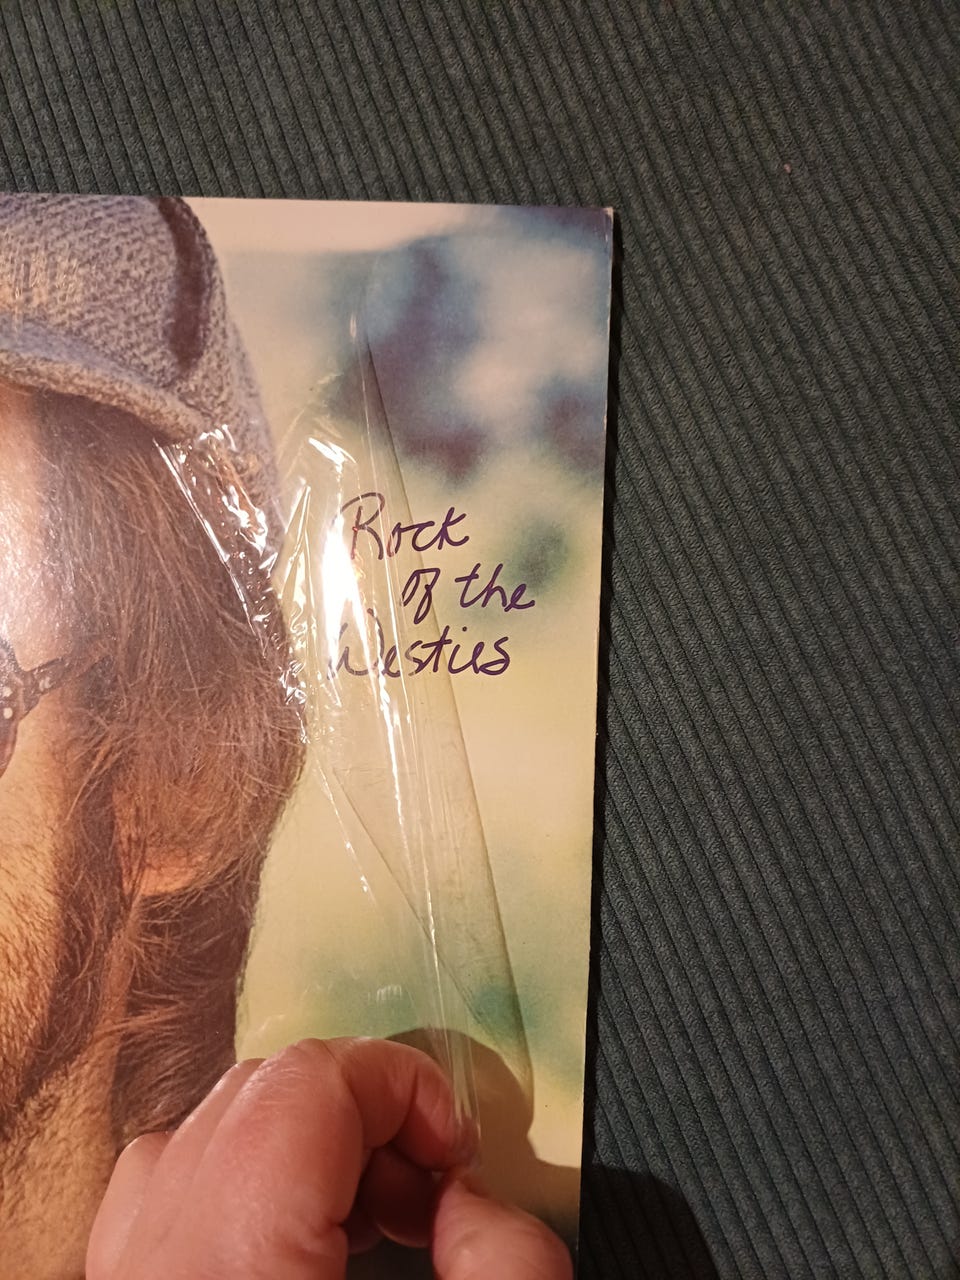 Rock
of the
Westies